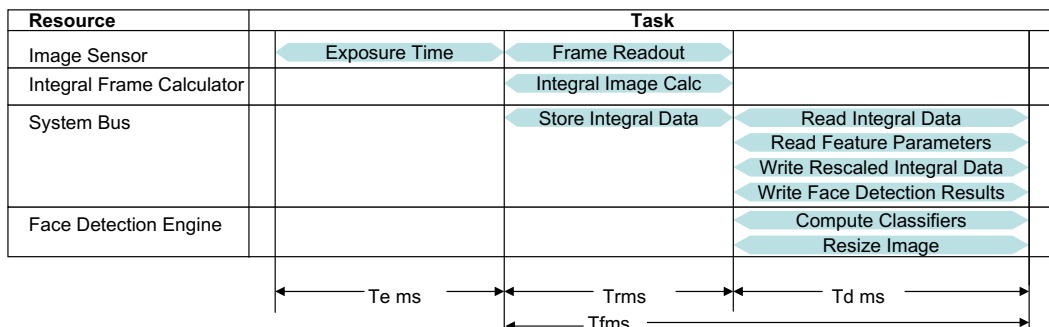 Resource Task
Image Sensor Exposure Time Frame Readout
Integral Frame Calculator Integral Image Calc
System Bus Store Integral Data Read Integral Data
Read Feature Parameters
Write Rescaled Integral Data
Write Face Detection Results
Face Detection Engine Compute Classifiers
Resize Image
Te ms Trms Td ms
Tfms